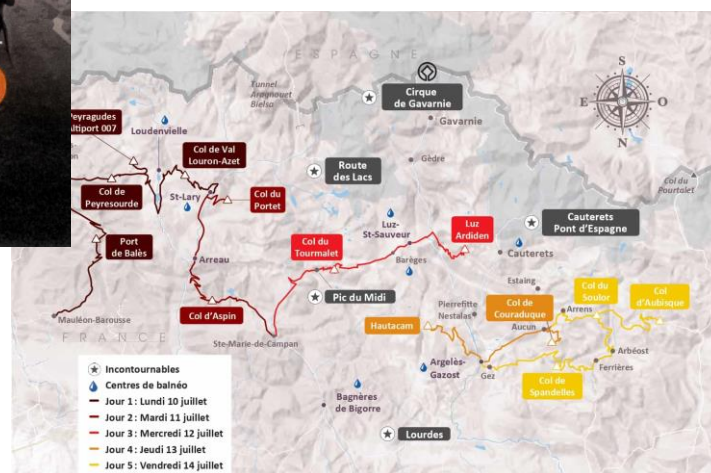 ESPAGNE
S
E
O
N
Tunnel
Aragnouet
Bielsa
Cirque
de Gavarnie
Gavarnie
Peyragudes
Altiport 007
Loudenvielle
Col de Val
Louron-Azet
Gèdre
Route
des Lacs
Col du
Pourtalet
Col de
Peyresourde
St-Lary
Col du
Portet
Port
de Balès
Luz-
St-Sauveur
Luz
Ardiden
Cauterets
Pont d'Espagne
Col du
Tourmalet
Barèges
Cauterets
Arreau
Estaing
Col du
Soulor
Col
d'Aubisque
Pic du Midi
Pierrefitte
Nestalas
Col de
Couraduque
Arrens
Mauléon-Barousse
Col d'Aspin
Hautacam
Aucun
FRANCE
Ste-Marie-de-Campan
Arbéost
Argelès-
Gazost
Gez
Ferrières
Col de
Spandelles
Bagnères
de Bigorre
Lourdes
Incontournables
Centres de balnéo
Jour 1 : Lundi 10 juillet
Jour 2 : Mardi 11 juillet
Jour 3 : Mercredi 12 juillet
Jour 4 : Jeudi 13 juillet
Jour 5 : Vendredi 14 juillet